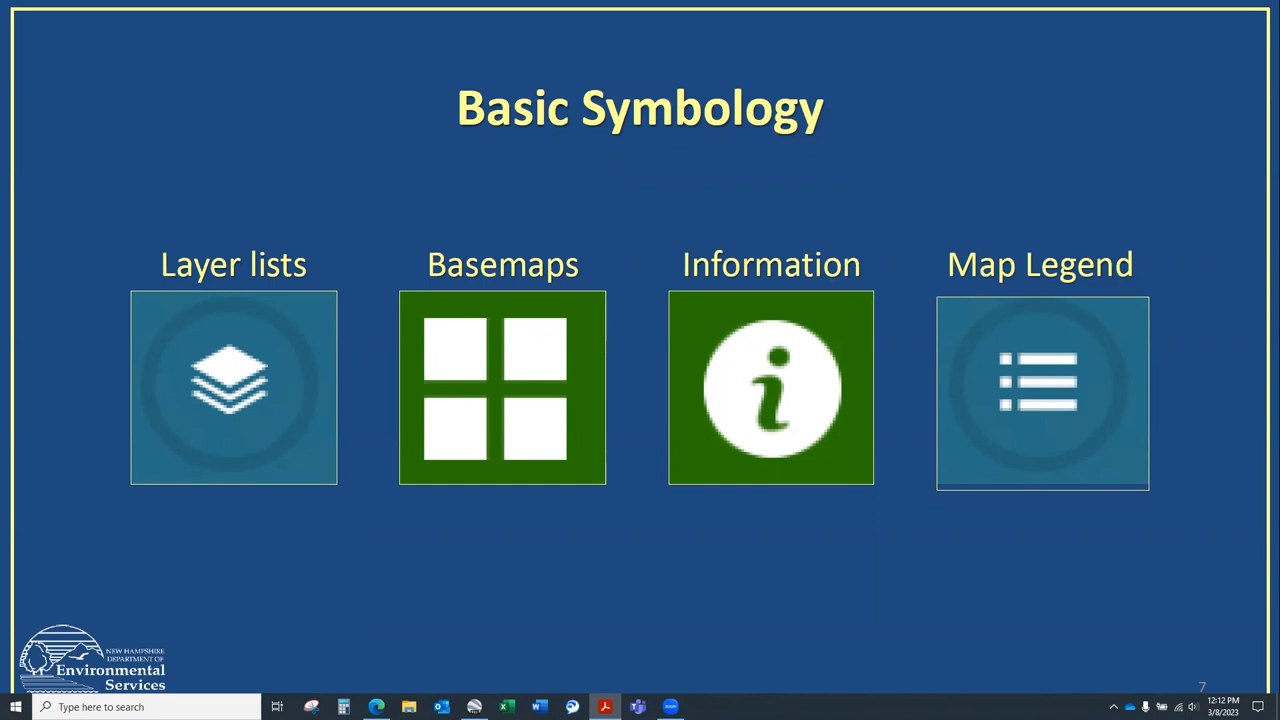 Basic Symbology
Layer lists
Basemaps
Information
Map Legend
NEW HAMPSHIRE
DEPARTMENT OF
Environmental
Services
7
Type here to search
12:12 PM
3/8/2023